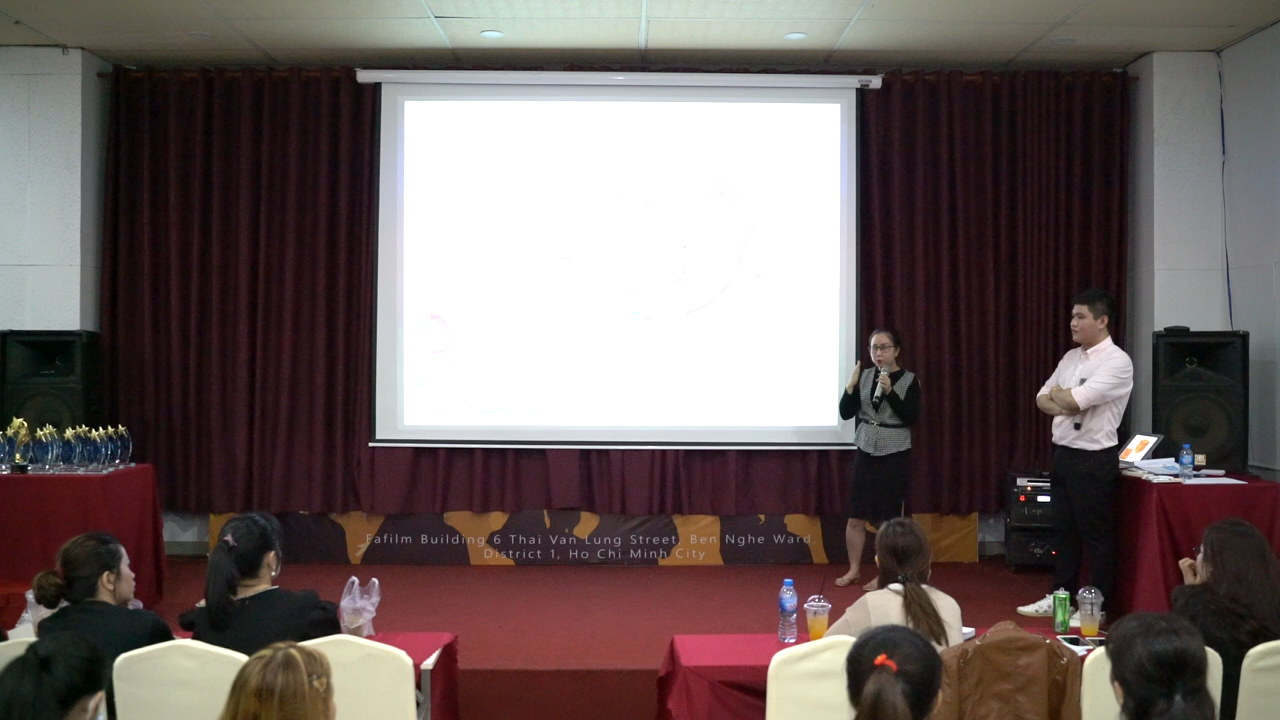 Fafilm Building 6 Thai Van Lung Street, Ben Nghe Ward,
District 1, Ho Chi Minh City